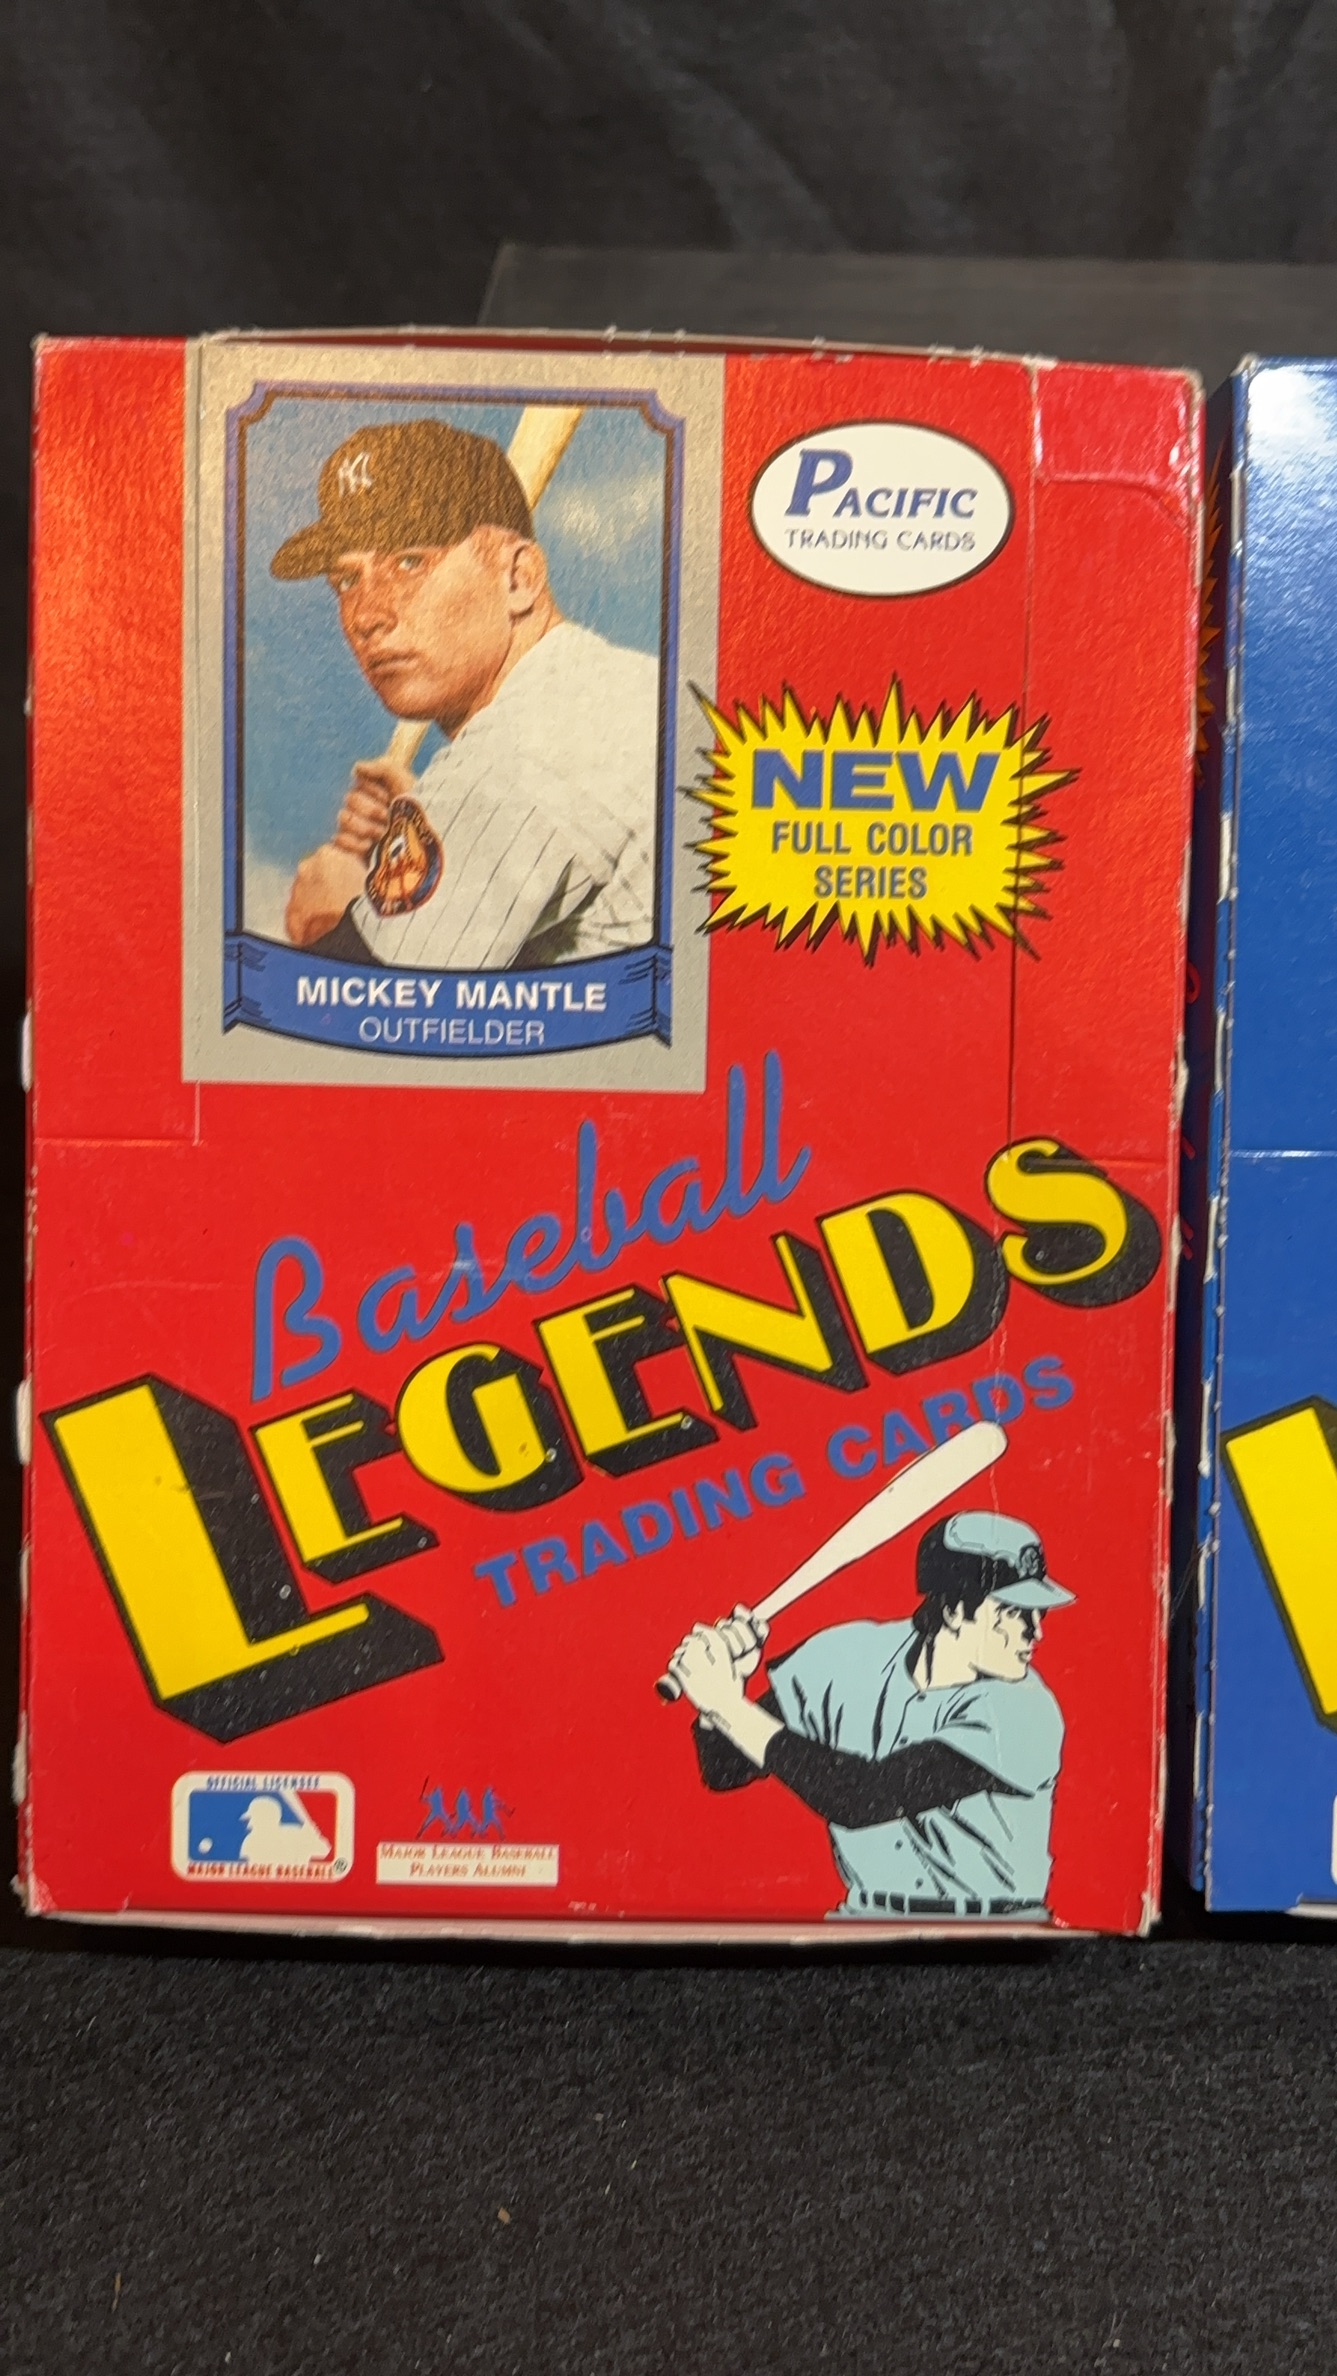 NY
PACIFIC
TRADING CARDS
NEW
FULL COLOR
SERIES
MICKEY MANTLE
OUTFIELDER
Baseball
LEGENDS
TRADING CARDS
OFFICIAL LICENSEE
MAJOR LEAGUE BASEBALL®
MAJOR LEAGUE BASEBALL
PLAYERS ALUMNI